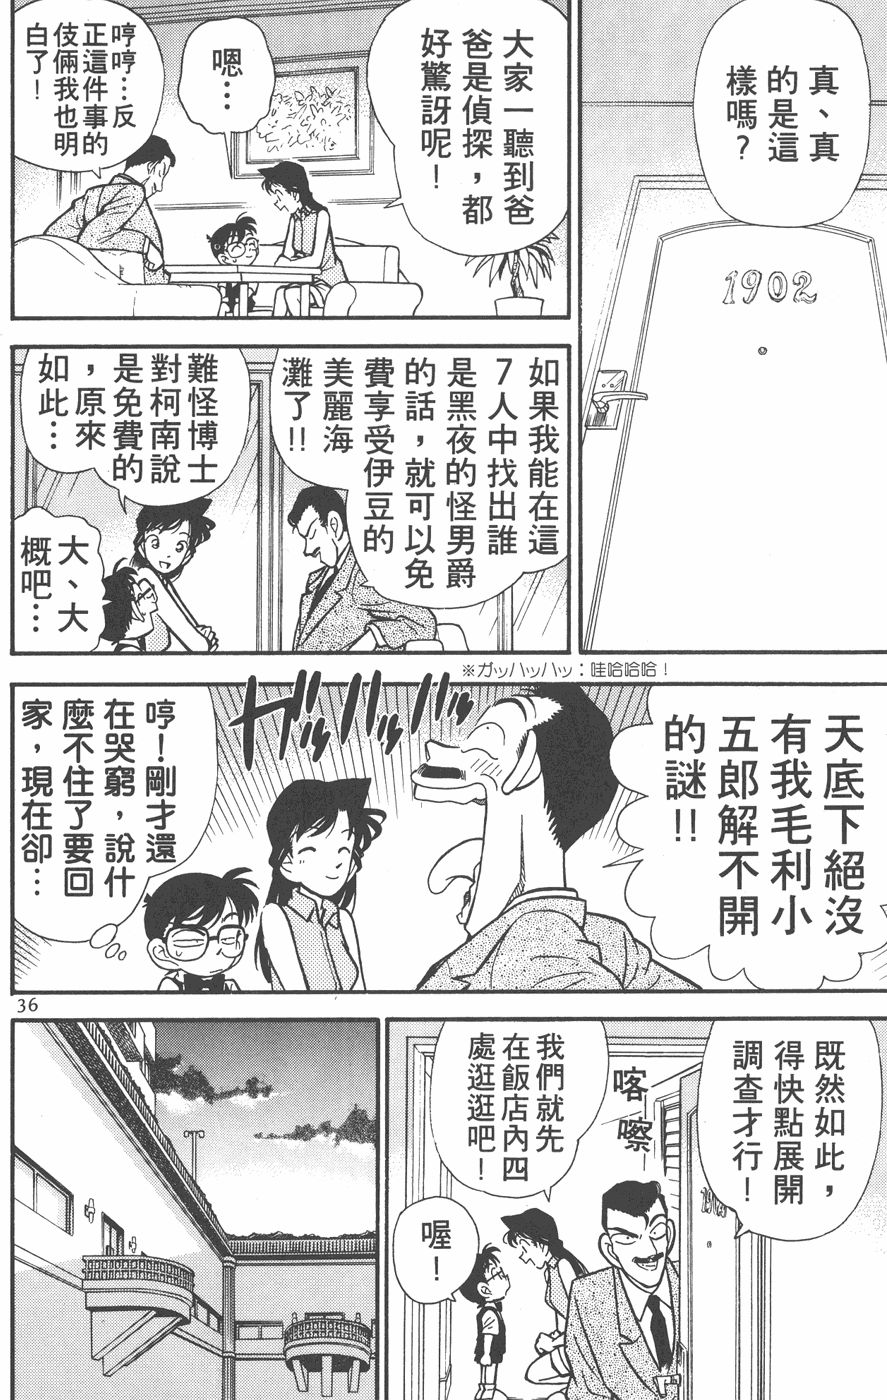 真、真
的是這
樣嗎?
1902
大家一聽到爸
爸是偵探，都
好驚訝呢！
嗯…
哼哼…反
正這件事的
伎倆我也明
白了！
如果我能在這
7人中找出誰
是黑夜的怪男爵
的話，就可以免
費享受伊豆的
美麗海
灘了!!
難怪博士
對柯南說
是免費的
，原來
如此…
大、大
概吧…
※ガッハッハッ：哇哈哈哈！
天底下絕沒
有我毛利小
五郎解不開
的謎!!
ガッハッハッ
哼！剛才還
在哭窮，說什
麼不住了要回
家，現在卻…
36
既然如此，
得快點展開
調查才行！
喀嚓
1902
我們就先
在飯店內四
處逛逛吧！
喔！